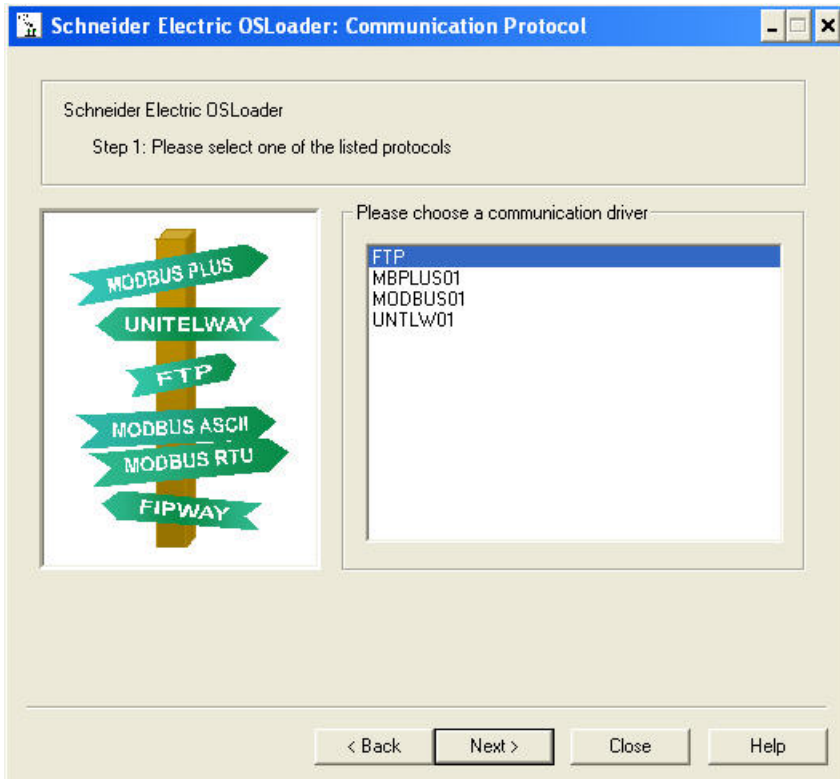 Schneider Electric OSLoader: Communication Protocol
Schneider Electric OSLoader
Step 1: Please select one of the listed protocols
MODBUS PLUS
UNITELWAY
FTP
MODBUS ASCII
MODBUS RTU
FIPWAY
Please choose a communication driver
FTP
MBPLUS01
MODBUS01
UNTLW01
< Back
Next >
Close
Help